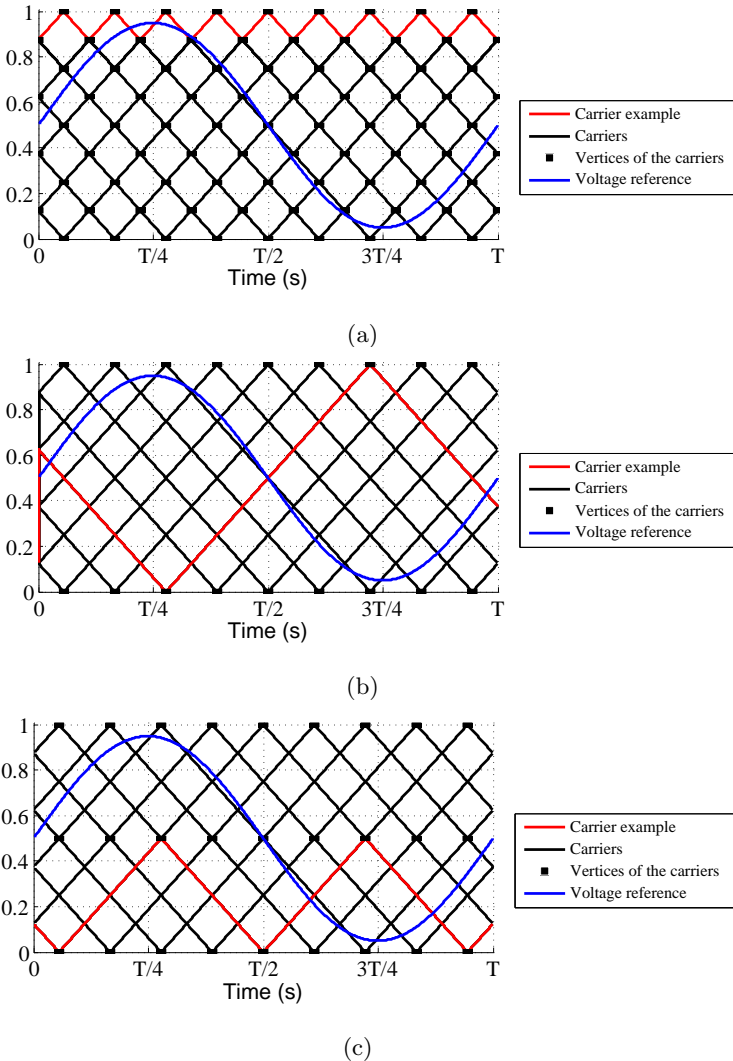 1
0.8
0.6
0.4
0.2
0
0 T/4 T/2 3T/4 T
Time (s)
Carrier example
Carriers
Vertices of the carriers
Voltage reference
(a)
1
0.8
0.6
0.4
0.2
0
0 T/4 T/2 3T/4 T
Time (s)
Carrier example
Carriers
Vertices of the carriers
Voltage reference
(b)
1
0.8
0.6
0.4
0.2
0
0 T/4 T/2 3T/4 T
Time (s)
Carrier example
Carriers
Vertices of the carriers
Voltage reference
(c)